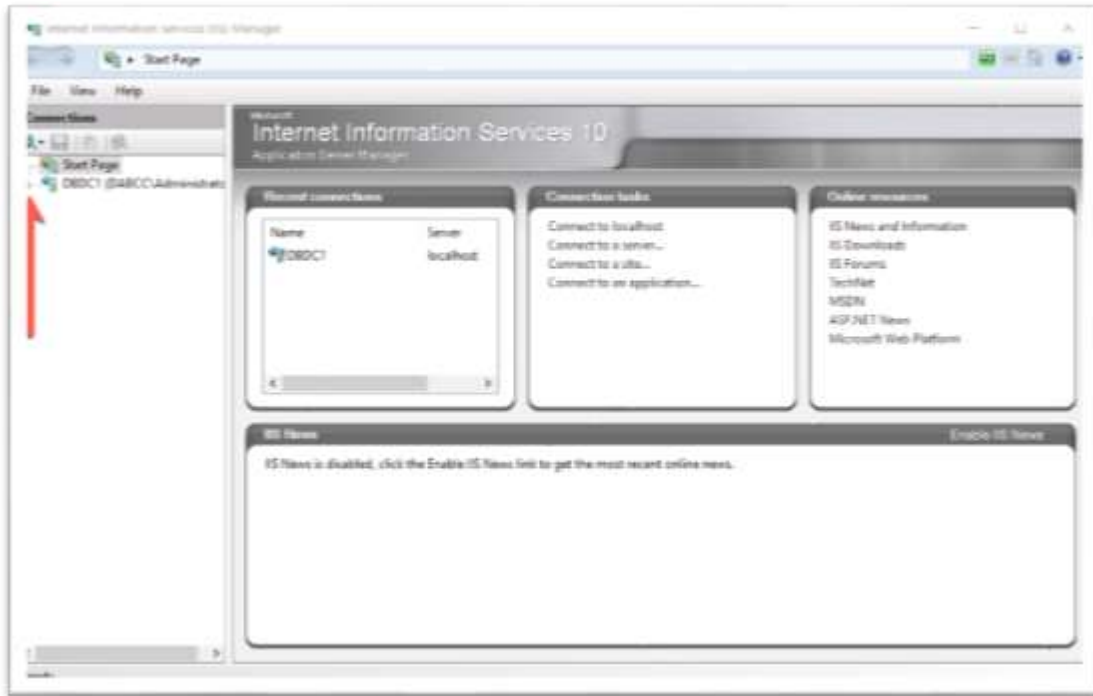 Internet Information Services (IIS) Manager
Start Page
File View Help
Connections
Start Page
DBDC1 (DABCC\Administrato
Microsoft
Internet Information Services 10
Application Server Manager
Recent connections
Name Server
DBDC1 localhost
Connection tasks
Connect to localhost
Connect to a server...
Connect to a site...
Connect to an application...
Online resources
IIS News and Information
IIS Downloads
IIS Forums
TechNet
MSDN
ASP.NET News
Microsoft Web Platform
IIS News
Enable IIS News
IIS News is disabled, click the Enable IIS News link to get the most recent online news.